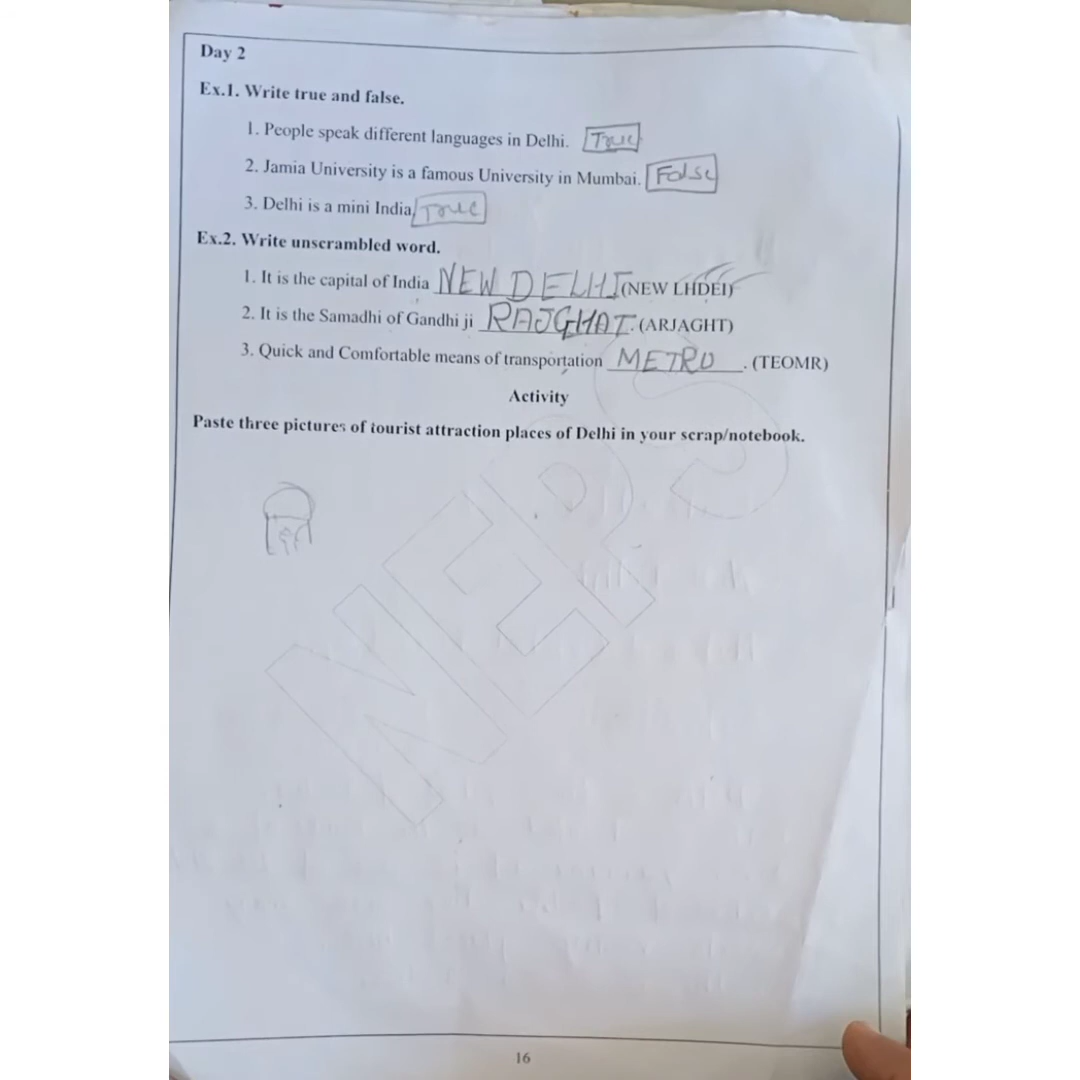 Day 2
Ex.1. Write true and false.
1. People speak different languages in Delhi. True
2. Jamia University is a famous University in Mumbai. False
3. Delhi is a mini India. True
Ex.2. Write unscrambled word.
1. It is the capital of India NEW DELHI (NEW LHDEI)
2. It is the Samadhi of Gandhi ji RAJGHAT. (ARJAGHT)
3. Quick and Comfortable means of transportation METRO. (TEOMR)
Activity
Paste three pictures of tourist attraction places of Delhi in your scrap/notebook.
NEPS
16